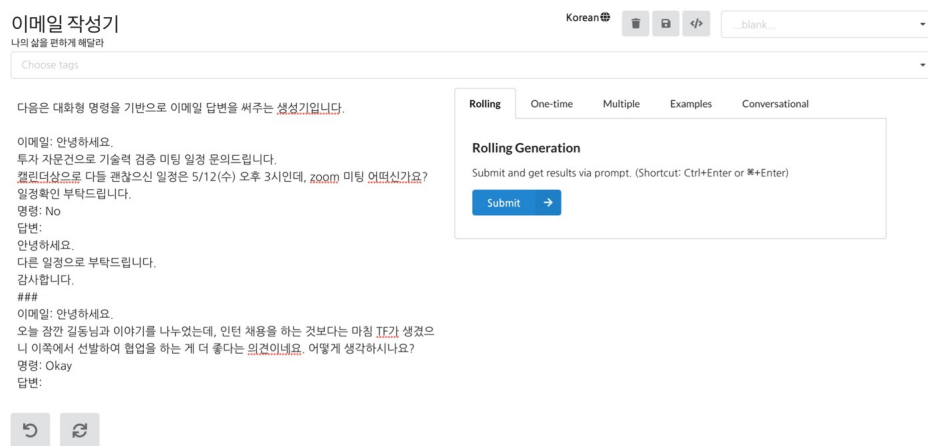 이메일 작성기
나의 삶을 편하게 해달라
Korean
...blank...
Choose tags
다음은 대화형 명령을 기반으로 이메일 답변을 써주는 생성기입니다.
이메일: 안녕하세요.
투자 자문건으로 기술력 검증 미팅 일정 문의드립니다.
캘린더상으로 다들 괜찮으신 일정은 5/12(수) 오후 3시인데, zoom 미팅 어떠신가요?
일정확인 부탁드립니다.
명령: No
답변:
안녕하세요.
다른 일정으로 부탁드립니다.
감사합니다.
###
이메일: 안녕하세요.
오늘 잠깐 길동님과 이야기를 나누었는데, 인턴 채용을 하는 것보다는 마침 TF가 생겼으
니 이쪽에서 선발하여 협업을 하는 게 더 좋다는 의견이네요. 어떻게 생각하시나요?
명령: Okay
답변:
Rolling One-time Multiple Examples Conversational
Rolling Generation
Submit and get results via prompt. (Shortcut: Ctrl+Enter or ⌘+Enter)
Submit